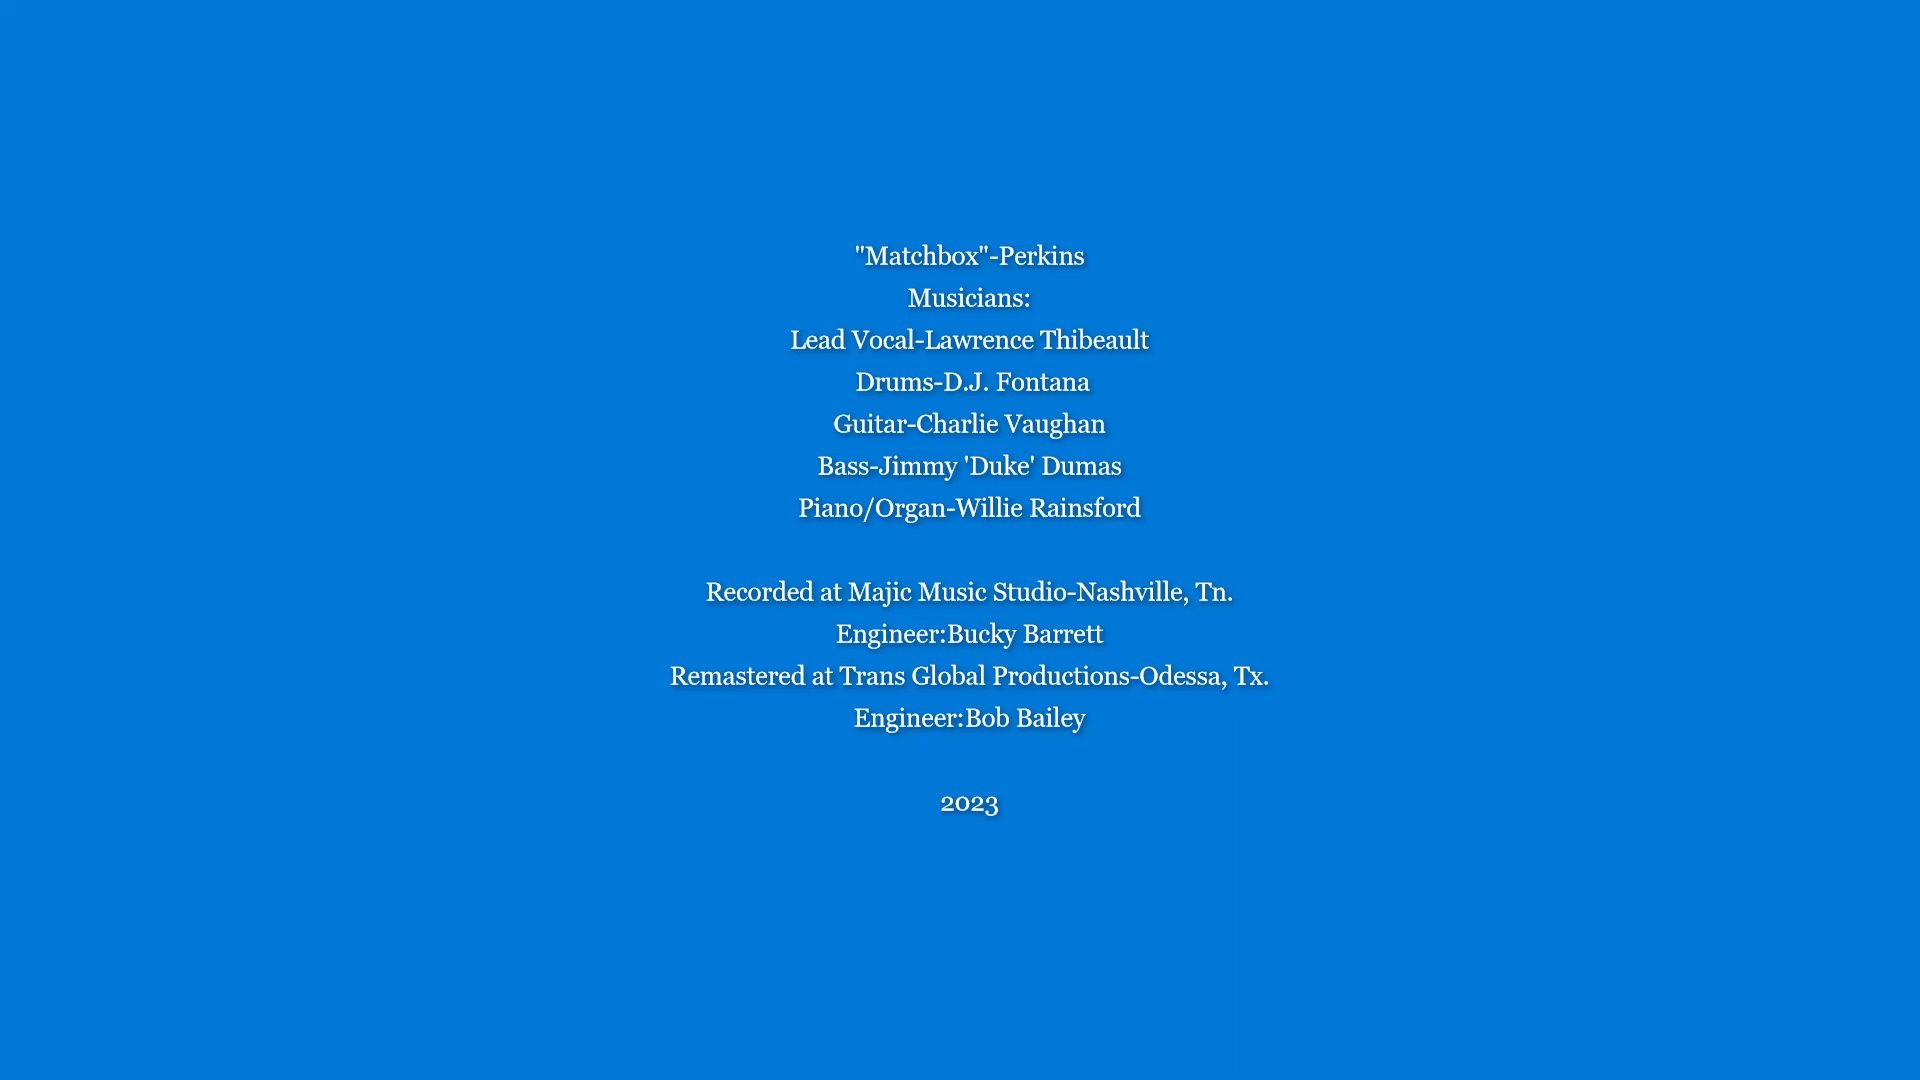 "Matchbox"-Perkins
Musicians:
Lead Vocal-Lawrence Thibeault
Drums-D.J. Fontana
Guitar-Charlie Vaughan
Bass-Jimmy 'Duke' Dumas
Piano/Organ-Willie Rainsford
Recorded at Majic Music Studio-Nashville, Tn.
Engineer:Bucky Barrett
Remastered at Trans Global Productions-Odessa, Tx.
Engineer:Bob Bailey
2023